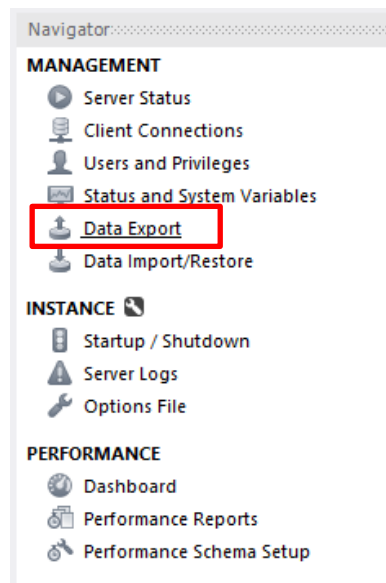 Navigator
MANAGEMENT
Server Status
Client Connections
Users and Privileges
Status and System Variables
Data Export
Data Import/Restore
INSTANCE
Startup / Shutdown
Server Logs
Options File
PERFORMANCE
Dashboard
Performance Reports
Performance Schema Setup